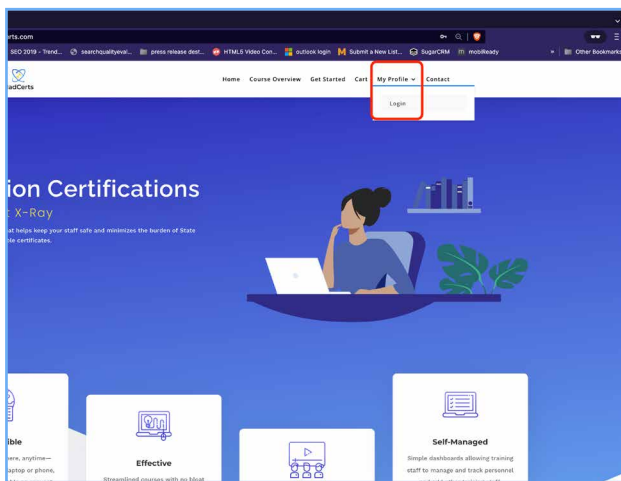 erts.com
SEO 2019 - Trend... searchqualityeval... press release dest... HTML5 Video Con... outlook login Submit a New List... SugarCRM mobiReady » Other Bookmarks
adCerts
Home Course Overview Get Started Cart My Profile Contact
Login
ion Certifications
X-Ray
at helps keep your staff safe and minimizes the burden of State
le certificates.
ible
ere, anytime—
aptop or phone,
Effective
Streamlined courses with no bloat
Self-Managed
Simple dashboards allowing training
staff to manage and track personnel